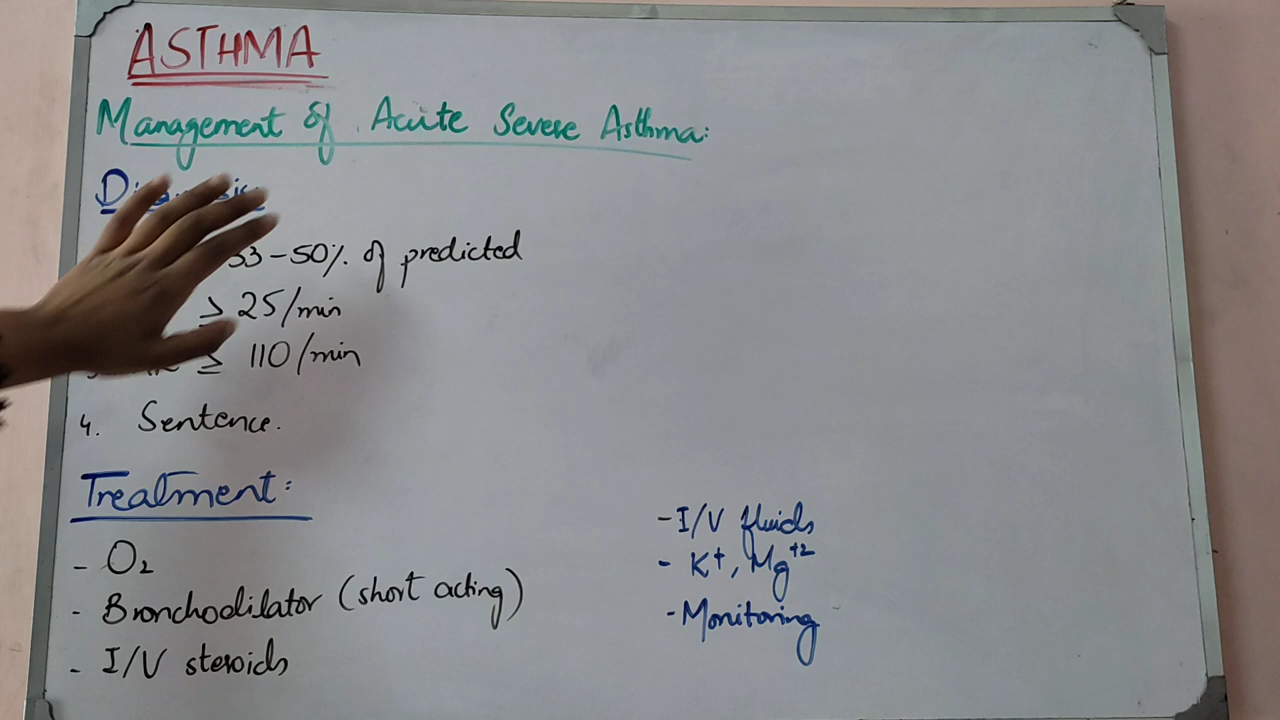 ASTHMA
Management of Acute Severe Asthma:
33-50% of predicted
≥ 25/min
≥ 110/min
4. Sentence.
Treatment:
- O2
- Bronchodilator (short acting)
- I/V steroids
- I/V fluids
- K+, Mg+2
- Monitoring